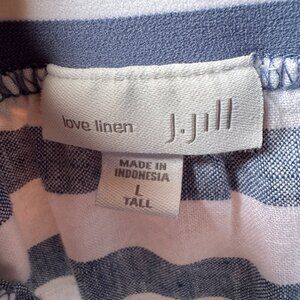 love linen J.Jill
MADE IN
INDONESIA
L
TALL